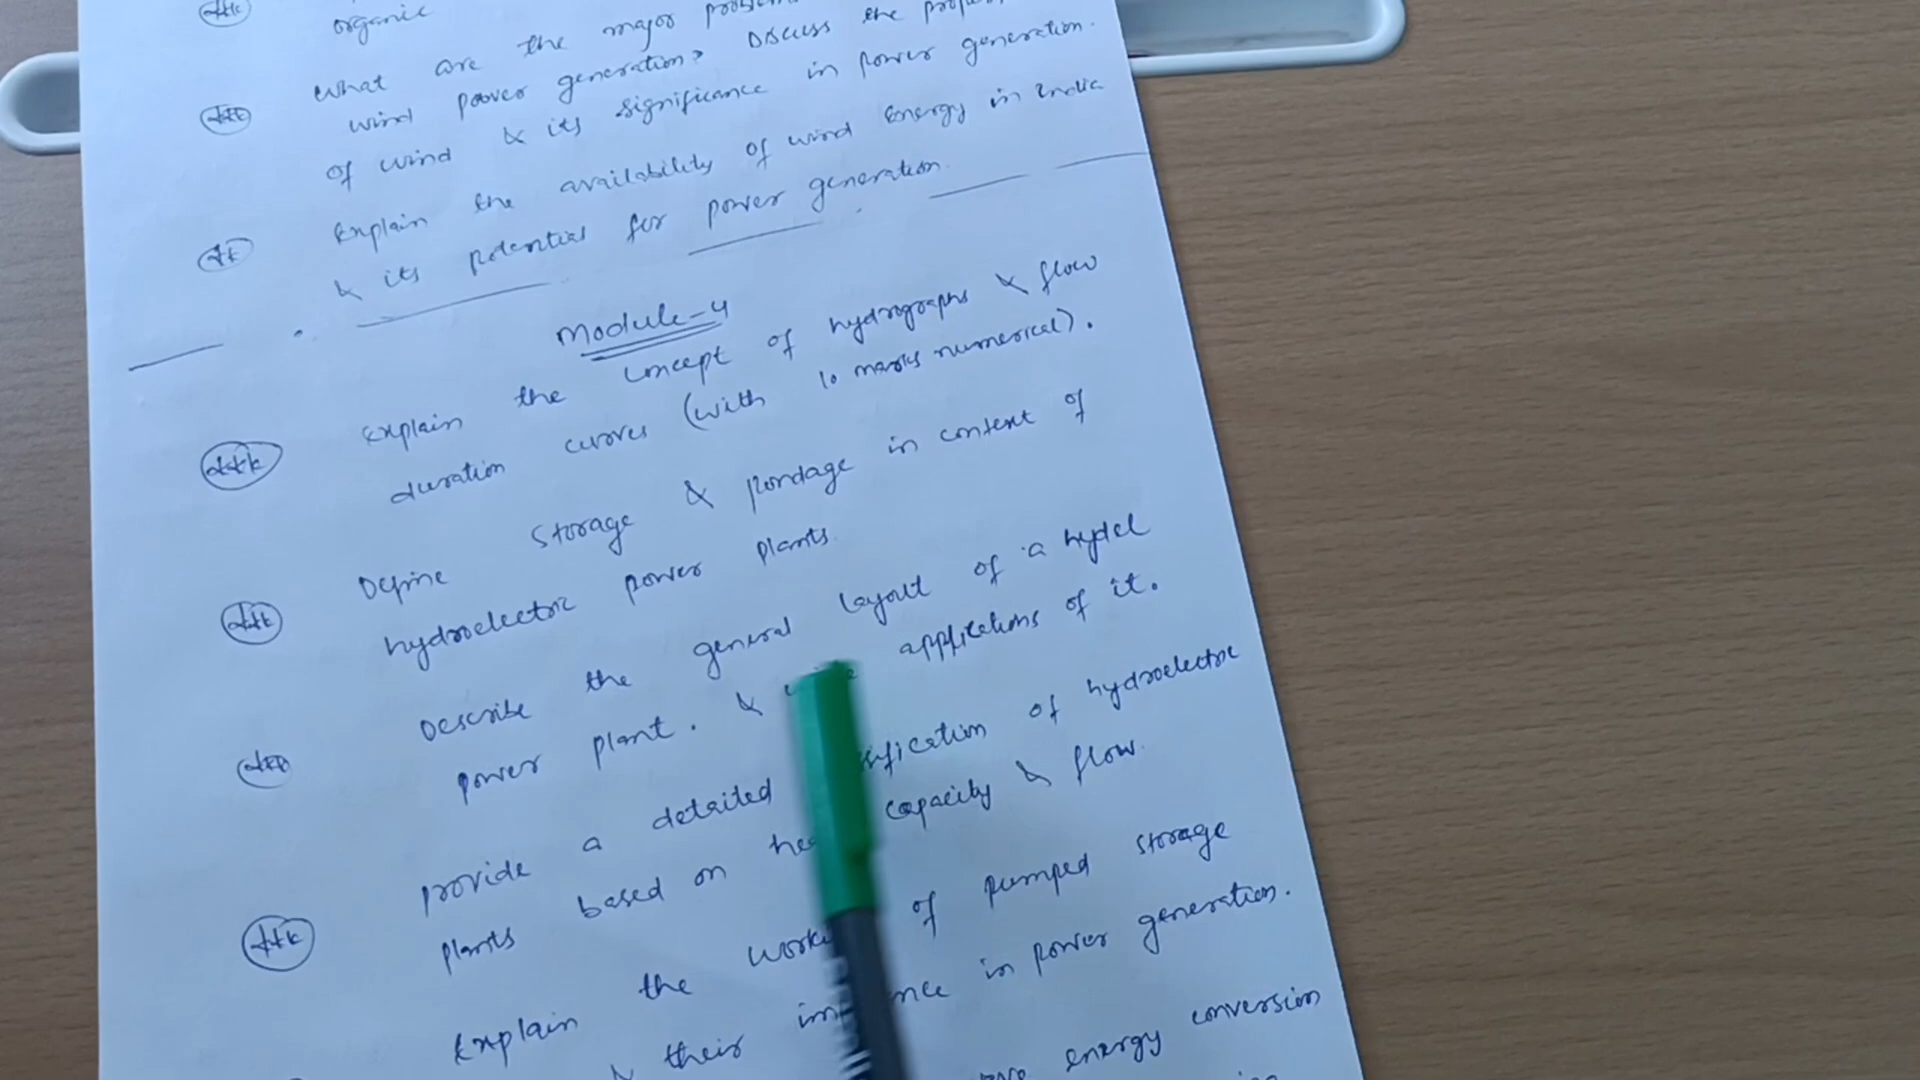 organic
What are the major
wind power generation? Discuss the
of wind & its significance in power generation.
Explain the availability of wind energy in India
& its potential for power generation.
Module-4
Explain the concept of hydrographs & flow
duration curves (with 10 marks numerical).
Define storage & pondage in context of
hydroelectric power plants.
Describe the general layout of a hydel
power plant. & applications of it.
Provide a detailed of hydroelectric
plants based on capacity & flow.
Explain the of pumped storage
& their in power generation.
energy conversion